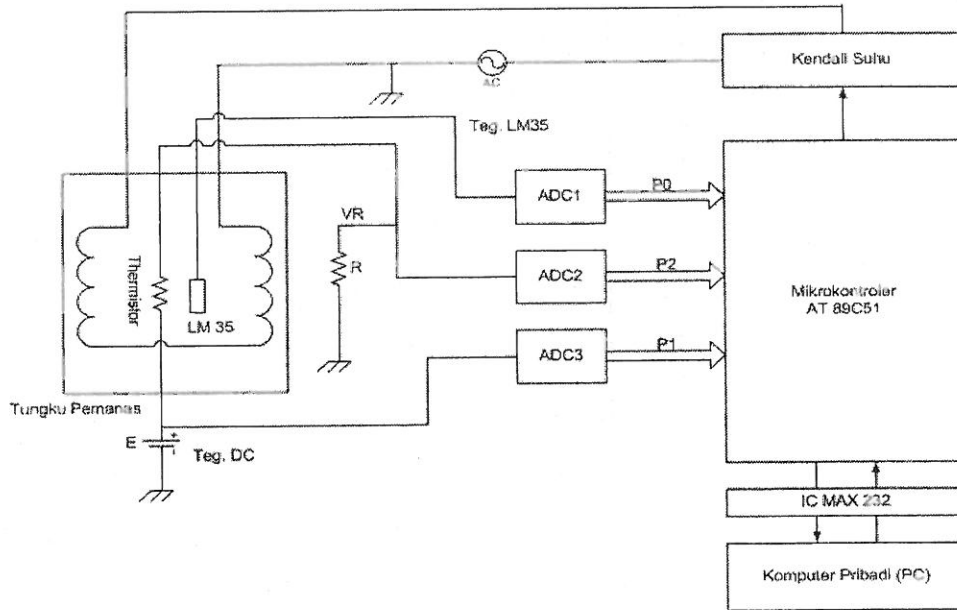 Kendali Suhu
AC
Teg. LM35
ADC1
P0
VR
Thermistor
R
ADC2
P2
Mikrokontroler
AT 89C51
LM 35
ADC3
P1
Tungku Pemanas
E
+
-
Teg. DC
IC MAX 232
Komputer Pribadi (PC)